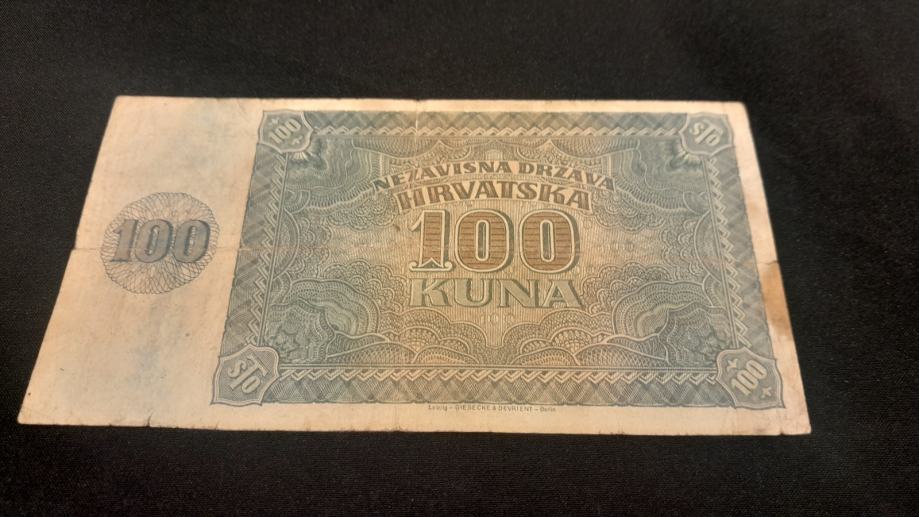 100
STO
NEZAVISNA DRŽAVA
HRVATSKA
100
100
KUNA
STO
100
Leipzig – GIESECKE & DEVRIENT – Berlin